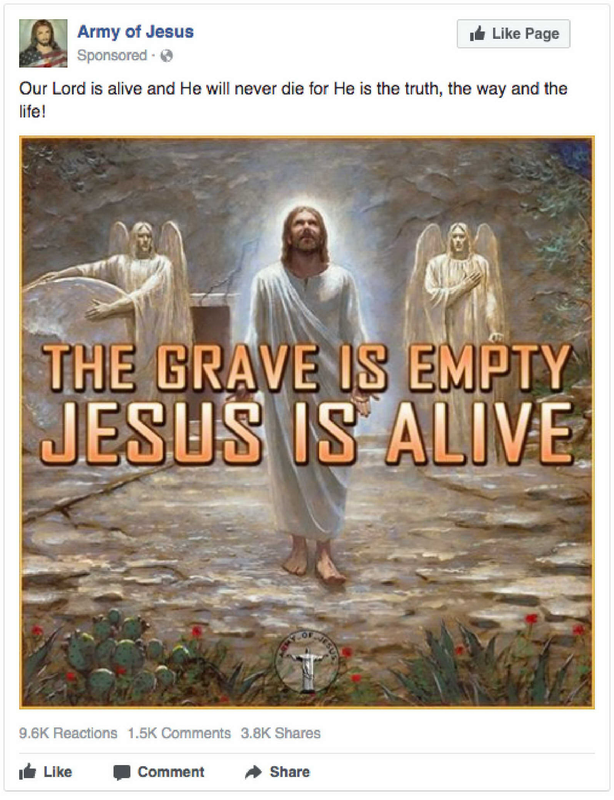 Army of Jesus
Like Page
Sponsored ·
Our Lord is alive and He will never die for He is the truth, the way and the
life!
THE GRAVE IS EMPTY
JESUS IS ALIVE
ARMY·OF·JESUS
9.6K Reactions 1.5K Comments 3.8K Shares
Like Comment Share